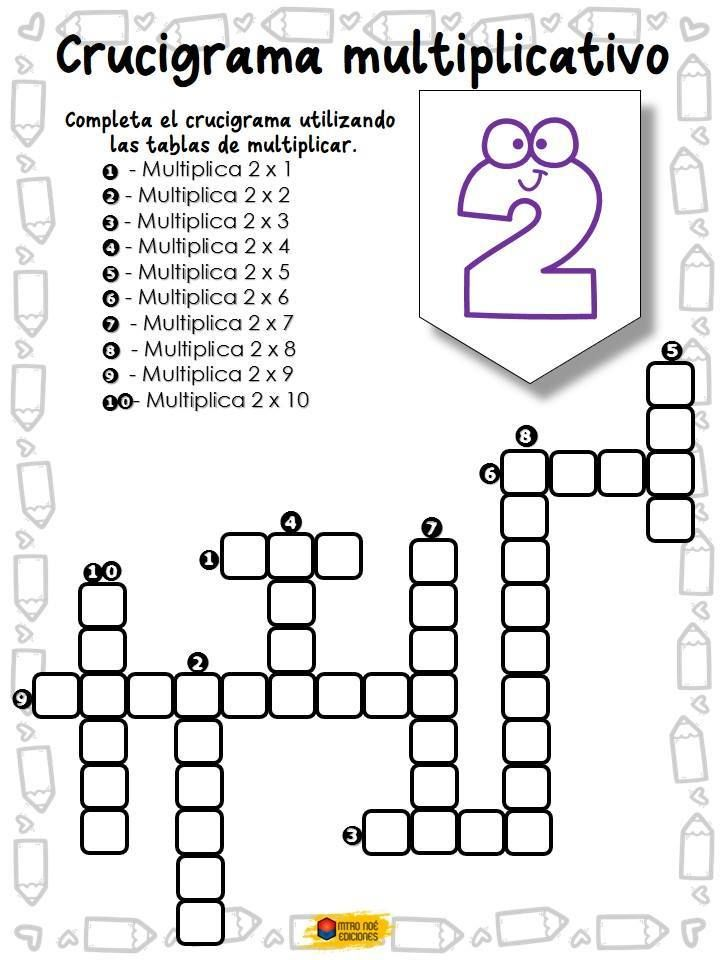 Crucigrama multiplicativo
Completa el crucigrama utilizando
las tablas de multiplicar.
1 - Multiplica 2 x 1
2 - Multiplica 2 x 2
3 - Multiplica 2 x 3
4 - Multiplica 2 x 4
5 - Multiplica 2 x 5
6 - Multiplica 2 x 6
7 - Multiplica 2 x 7
8 - Multiplica 2 x 8
9 - Multiplica 2 x 9
10- Multiplica 2 x 10
2
5
8
6
4
7
1
10
2
9
3
MTRO NOÉ
EDICIONES